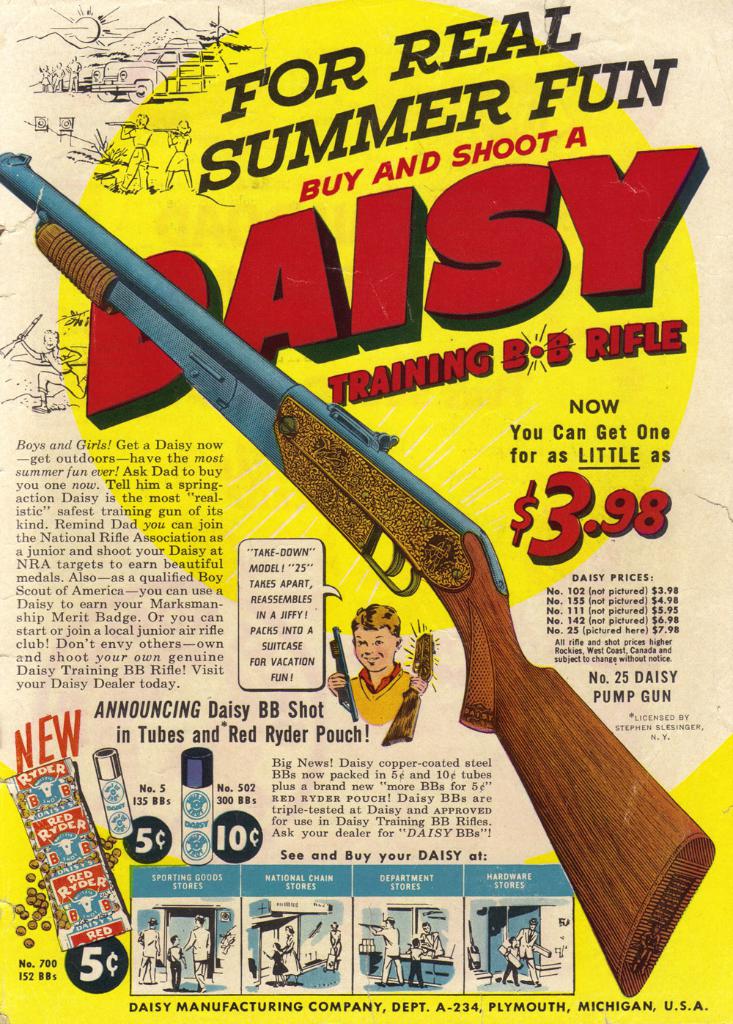 FOR REAL
SUMMER FUN
BUY AND SHOOT A
DAISY
TRAINING B·B RIFLE
NOW
You Can Get One
for as LITTLE as
$3.98
Boys and Girls! Get a Daisy now
—get outdoors—have the most
summer fun ever! Ask Dad to buy
you one now. Tell him a spring-
action Daisy is the most "real-
istic" safest training gun of its
kind. Remind Dad you can join
the National Rifle Association as
a junior and shoot your Daisy at
NRA targets to earn beautiful
medals. Also—as a qualified Boy
Scout of America—you can use a
Daisy to earn your Marksman-
ship Merit Badge. Or you can
start or join a local junior air rifle
club! Don't envy others—own
and shoot your own genuine
Daisy Training BB Rifle! Visit
your Daisy Dealer today.
"TAKE-DOWN"
MODEL! "25"
TAKES APART,
REASSEMBLES
IN A JIFFY!
PACKS INTO A
SUITCASE
FOR VACATION
FUN!
DAISY PRICES:
No. 102 (not pictured) $3.98
No. 155 (not pictured) $4.98
No. 111 (not pictured) $5.95
No. 142 (not pictured) $6.98
No. 25 (pictured here) $7.98
All rifle and shot prices higher
Rockies, West Coast, Canada and
subject to change without notice.
No. 25 DAISY
PUMP GUN
*LICENSED BY
STEPHEN SLESINGER,
N. Y.
DAISY
ANNOUNCING Daisy BB Shot
in Tubes and *Red Ryder Pouch!
NEW
RYDER
BB
RED
RYDER
BB
RED
RYDER
BB
RED
No. 5
135 BBs
5¢
DAISY
No. 502
300 BBs
10¢
Big News! Daisy copper-coated steel
BBs now packed in 5¢ and 10¢ tubes
plus a brand new "more BBs for 5¢"
RED RYDER POUCH! Daisy BBs are
triple-tested at Daisy and APPROVED
for use in Daisy Training BB Rifles.
Ask your dealer for "DAISY BBs"!
No. 700
152 BBs
5¢
See and Buy your DAISY at:
SPORTING GOODS
STORES
NATIONAL CHAIN
STORES
DEPARTMENT
STORES
HARDWARE
STORES
DAISY MANUFACTURING COMPANY, DEPT. A-234, PLYMOUTH, MICHIGAN, U.S.A.